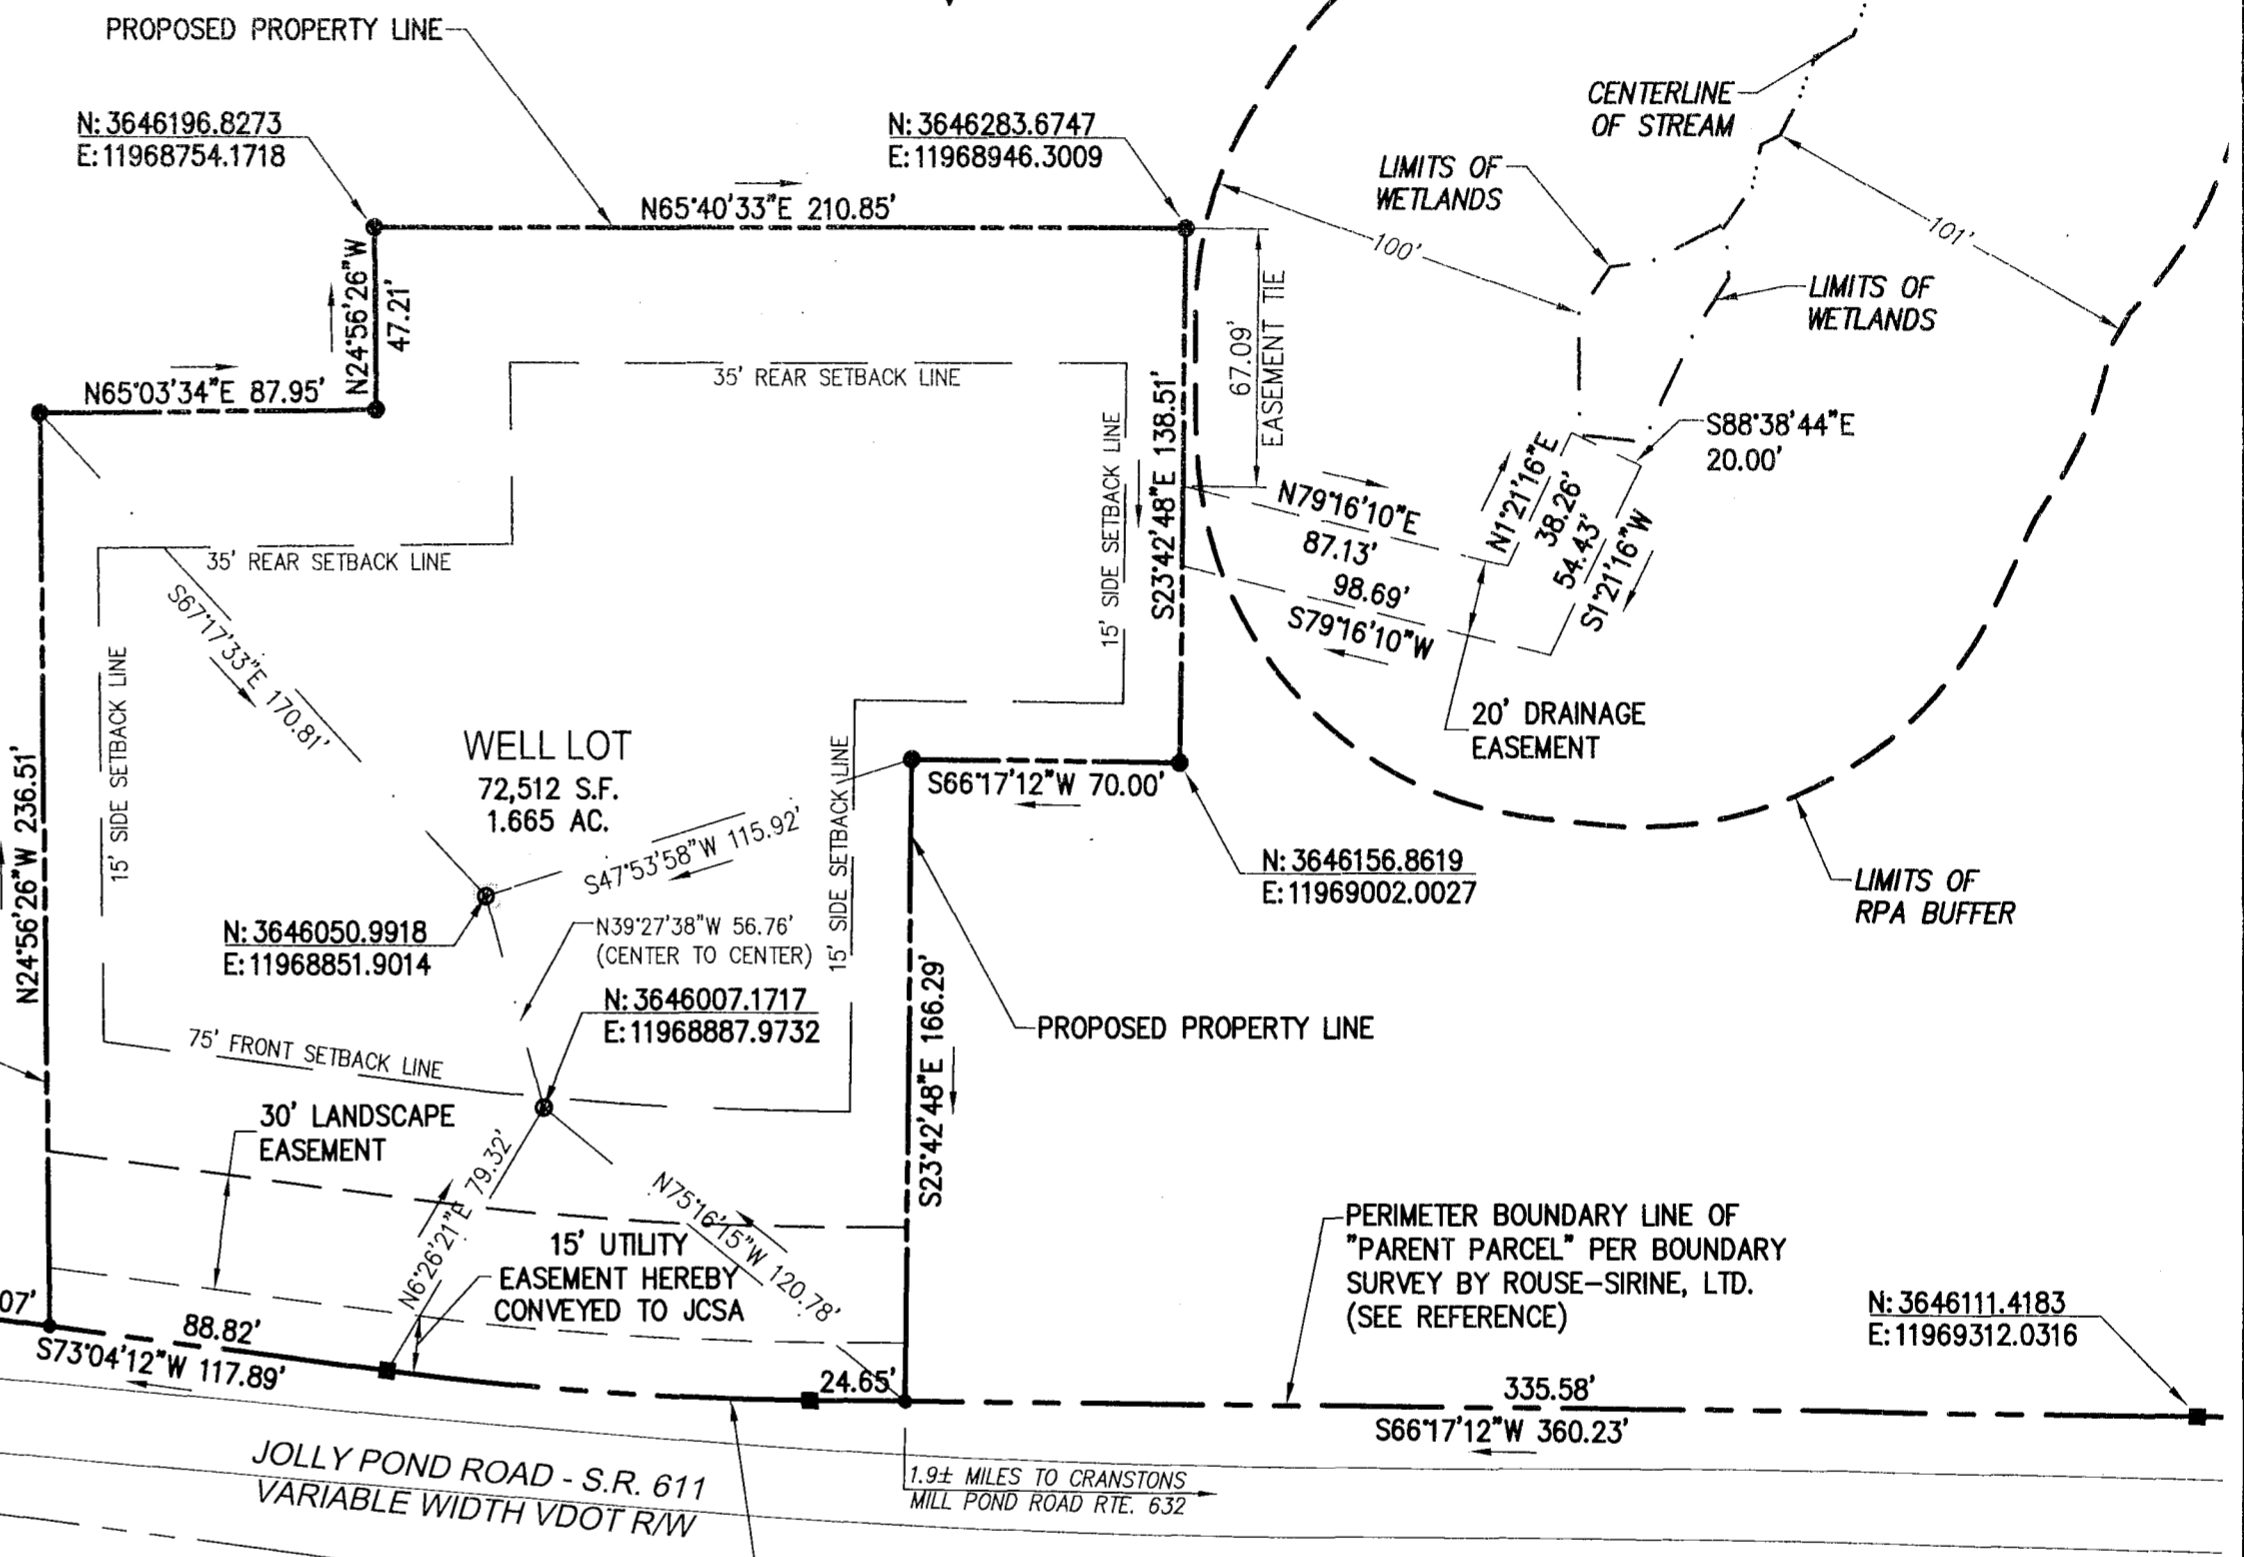 PROPOSED PROPERTY LINE
N: 3646196.8273
E: 11968754.1718
N: 3646283.6747
E: 11968946.3009
CENTERLINE
OF STREAM
LIMITS OF
WETLANDS
N65°40'33"E 210.85'
100'
101'
LIMITS OF
WETLANDS
N24°56'26"W
47.21'
67.09'
EASEMENT TIE
N65°03'34"E 87.95'
35' REAR SETBACK LINE
15' SIDE SETBACK LINE
S23°42'48"E 138.51'
S88°38'44"E
20.00'
N79°16'10"E
87.13'
N1°21'16"E
38.26'
54.43'
S1°21'16"W
98.69'
S79°16'10"W
35' REAR SETBACK LINE
S67°17'33"E 170.81'
15' SIDE SETBACK LINE
N24°56'26"W 236.51'
WELL LOT
72,512 S.F.
1.665 AC.
20' DRAINAGE
EASEMENT
S66°17'12"W 70.00'
S47°53'58"W 115.92'
15' SIDE SETBACK LINE
N: 3646156.8619
E: 11969002.0027
LIMITS OF
RPA BUFFER
N: 3646050.9918
E: 11968851.9014
N39°27'38"W 56.76'
(CENTER TO CENTER)
N: 3646007.1717
E: 11968887.9732
S23°42'48"E 166.29'
PROPOSED PROPERTY LINE
75' FRONT SETBACK LINE
30' LANDSCAPE
EASEMENT
N6°26'21"E 79.32'
N75°16'15"W 120.78'
15' UTILITY
EASEMENT HEREBY
CONVEYED TO JCSA
PERIMETER BOUNDARY LINE OF
"PARENT PARCEL" PER BOUNDARY
SURVEY BY ROUSE-SIRINE, LTD.
(SEE REFERENCE)
N: 3646111.4183
E: 11969312.0316
07'
88.82'
S73°04'12"W 117.89'
24.65'
335.58'
S66°17'12"W 360.23'
JOLLY POND ROAD - S.R. 611
VARIABLE WIDTH VDOT R/W
1.9± MILES TO CRANSTONS
MILL POND ROAD RTE. 632